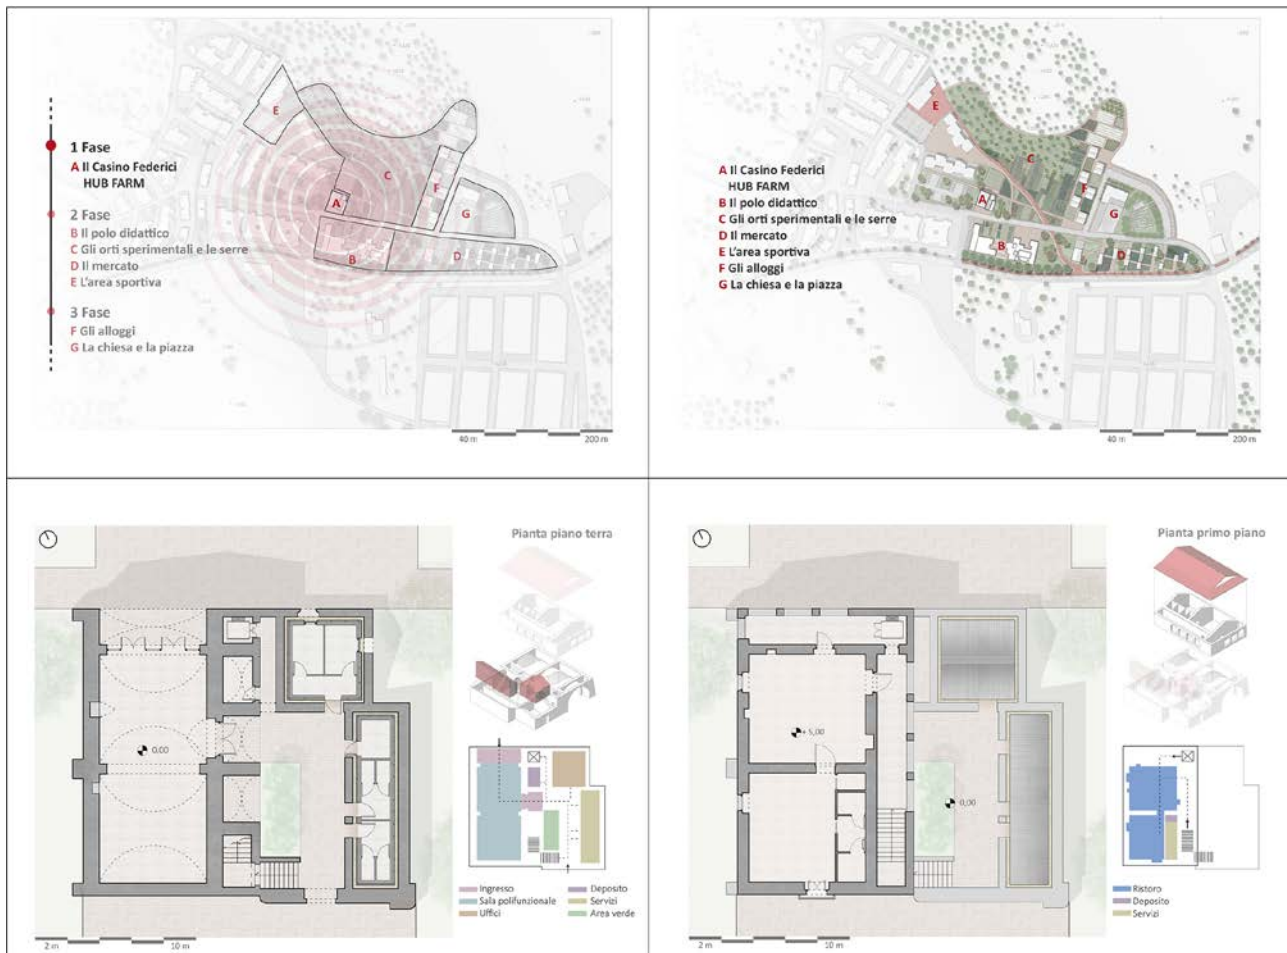 1 Fase
A Il Casino Federici
HUB FARM
2 Fase
B Il polo didattico
C Gli orti sperimentali e le serre
D Il mercato
E L'area sportiva
3 Fase
F Gli alloggi
G La chiesa e la piazza
E
C
A
F
G
B
D
40 m
200 m
A Il Casino Federici
HUB FARM
B Il polo didattico
C Gli orti sperimentali e le serre
D Il mercato
E L'area sportiva
F Gli alloggi
G La chiesa e la piazza
E
C
F
A
G
B
D
40 m
200 m
Pianta piano terra
0.00
Ingresso
Sala polifunzionale
Uffici
Deposito
Servizi
Area verde
2 m
10 m
Pianta primo piano
+ 5,00
0,00
Ristoro
Deposito
Servizi
2 m
10 m